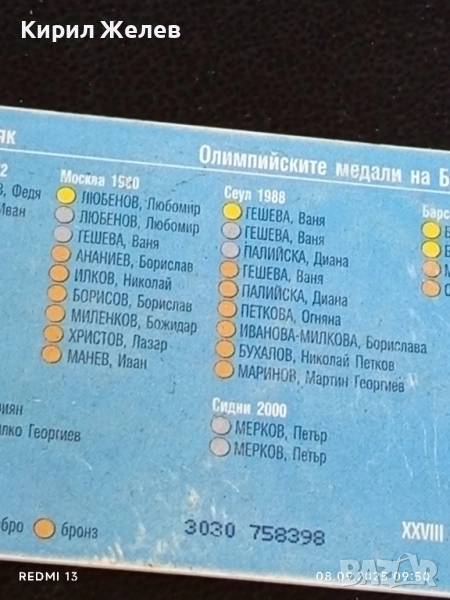 Кирил Желев
як
Олимпийските медали на Б
2
Федя
Иван
Москва 1980
ЛЮБЕНОВ, Любомир
ЛЮБЕНОВ, Любомир
ГЕШЕВА, Ваня
АНАНИЕВ, Борислав
ИЛКОВ, Николай
БОРИСОВ, Борислав
МИЛЕНКОВ, Божидар
ХРИСТОВ, Лазар
МАНЕВ, Иван
Сеул 1988
ГЕШЕВА, Ваня
ГЕШЕВА, Ваня
ПАЛИЙСКА, Диана
ГЕШЕВА, Ваня
ПАЛИЙСКА, Диана
ПЕТКОВА, Огняна
ИВАНОВА-МИЛКОВА, Борислава
БУХАЛОВ, Николай Петков
МАРИНОВ, Мартин Георгиев
Сидни 2000
МЕРКОВ, Петър
МЕРКОВ, Петър
Барс
риян
лко Георгиев
бро бронз
3030 758398
XXVIII
REDMI 13
08.09.2025 09:50
BAZAR